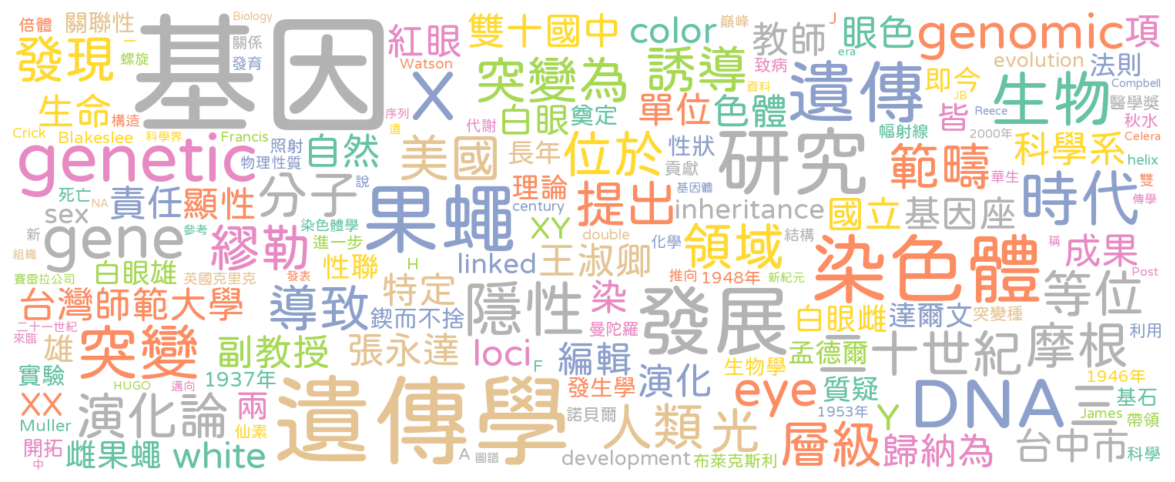 倍體 關聯性 Biology 基因 紅眼 雙十國中 color 教師 J 眼色 genomic 項
發現 一 螺旋 關係 發育 Watson X 突變為 誘導 巔峰 era 致病 evolution 法則
生命 構造 序列 遺 代謝 白眼 奠定 單位 色體 遺傳 資料 即今 JB 生物 Campbell 醫學獎
Crick Blakeslee 科學界 Francis 照射 自然 美國 長年 位於 性狀 研究 幅射線 皆 Reece 2000年 秋水 Celera
genetic 物理性質 理論 貢獻 基因體 範疇 華生 科學系 helix 雙
死亡 NA 說 分子 果蠅 century XY 提出 inheritance 國立 基因座 時代 傳學
sex 責任 顯性 染色體學 進一步 double 化學 結構 領域 稱
新 gene 參考 繆勒 性聯 H linked 王淑卿 推向 1948年 新紀元 染色體 成果
組織 白眼雄 英國克里克 發表 特定 隱性 染 發展 白眼雌 達爾文 突變種 等位 Post
賽雷拉公司 台灣師範大學 導致 鍥而不捨 曼陀羅 二十世紀 摩根 利用
二十一世紀 來臨 雄 突變 副教授 張永達 loci F 編輯 演化 生物學 孟德爾
實驗 HUGO 邁向 1937年 遺傳學 發生學 eye 質疑 DNA 1946年 三 基石
XX Muller 演化論 兩 仙素 諾貝爾 人類 光 1953年 Y James 帶領
開拓 中 雌果蠅 white A 圖譜 development 布萊克斯利 層級 歸納為 台中市 科學